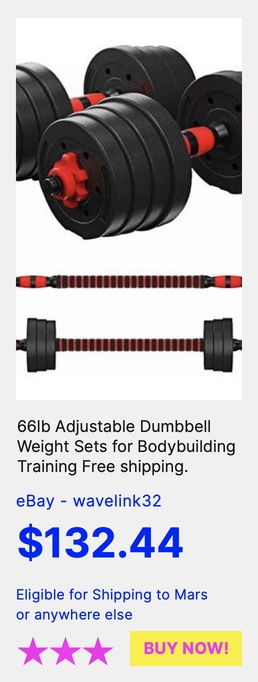 66lb Adjustable Dumbbell
Weight Sets for Bodybuilding
Training Free shipping.
eBay - wavelink32
$132.44
Eligible for Shipping to Mars
or anywhere else
BUY NOW!